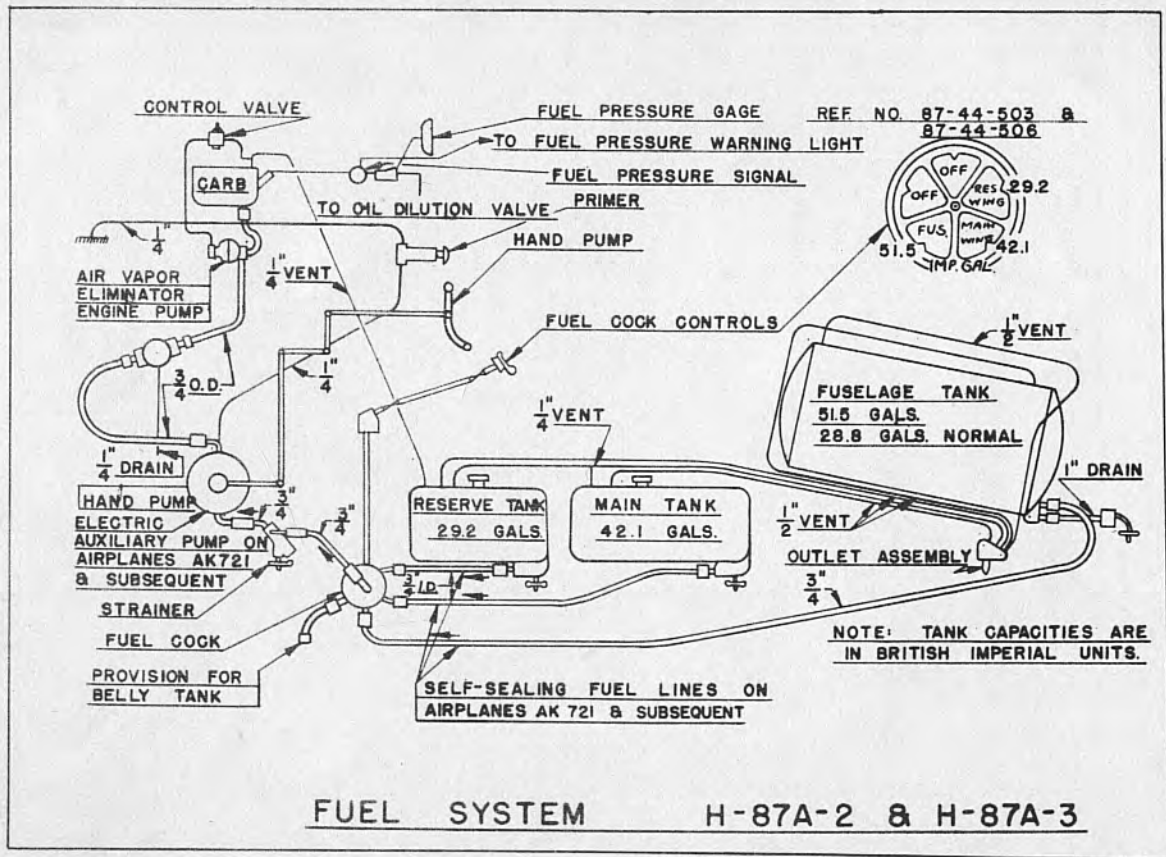 CONTROL VALVE
FUEL PRESSURE GAGE
REF. NO. 87-44-503 &
87-44-506
TO FUEL PRESSURE WARNING LIGHT
CARB
FUEL PRESSURE SIGNAL
OFF
OFF
RES
WING
29.2
FUS.
MAIN
WING
51.5
42.1
IMP. GAL.
TO OIL DILUTION VALVE
PRIMER
1/4"
HAND PUMP
AIR VAPOR
ELIMINATOR
ENGINE PUMP
1/4" VENT
FUEL COCK CONTROLS
1/2" VENT
3/4 O.D.
1/4"
FUSELAGE TANK
51.5 GALS.
28.8 GALS. NORMAL
1/4" VENT
1/4" DRAIN
1" DRAIN
HAND PUMP
3/4"
RESERVE TANK
29.2 GALS.
MAIN TANK
42.1 GALS.
1/2" VENT
ELECTRIC
AUXILIARY PUMP ON
AIRPLANES AK721
& SUBSEQUENT
3/4"
OUTLET ASSEMBLY
3/4" I.D.
3/4"
STRAINER
FUEL COCK
NOTE: TANK CAPACITIES ARE
IN BRITISH IMPERIAL UNITS.
PROVISION FOR
BELLY TANK
SELF-SEALING FUEL LINES ON
AIRPLANES AK 721 & SUBSEQUENT
FUEL SYSTEM H-87A-2 & H-87A-3